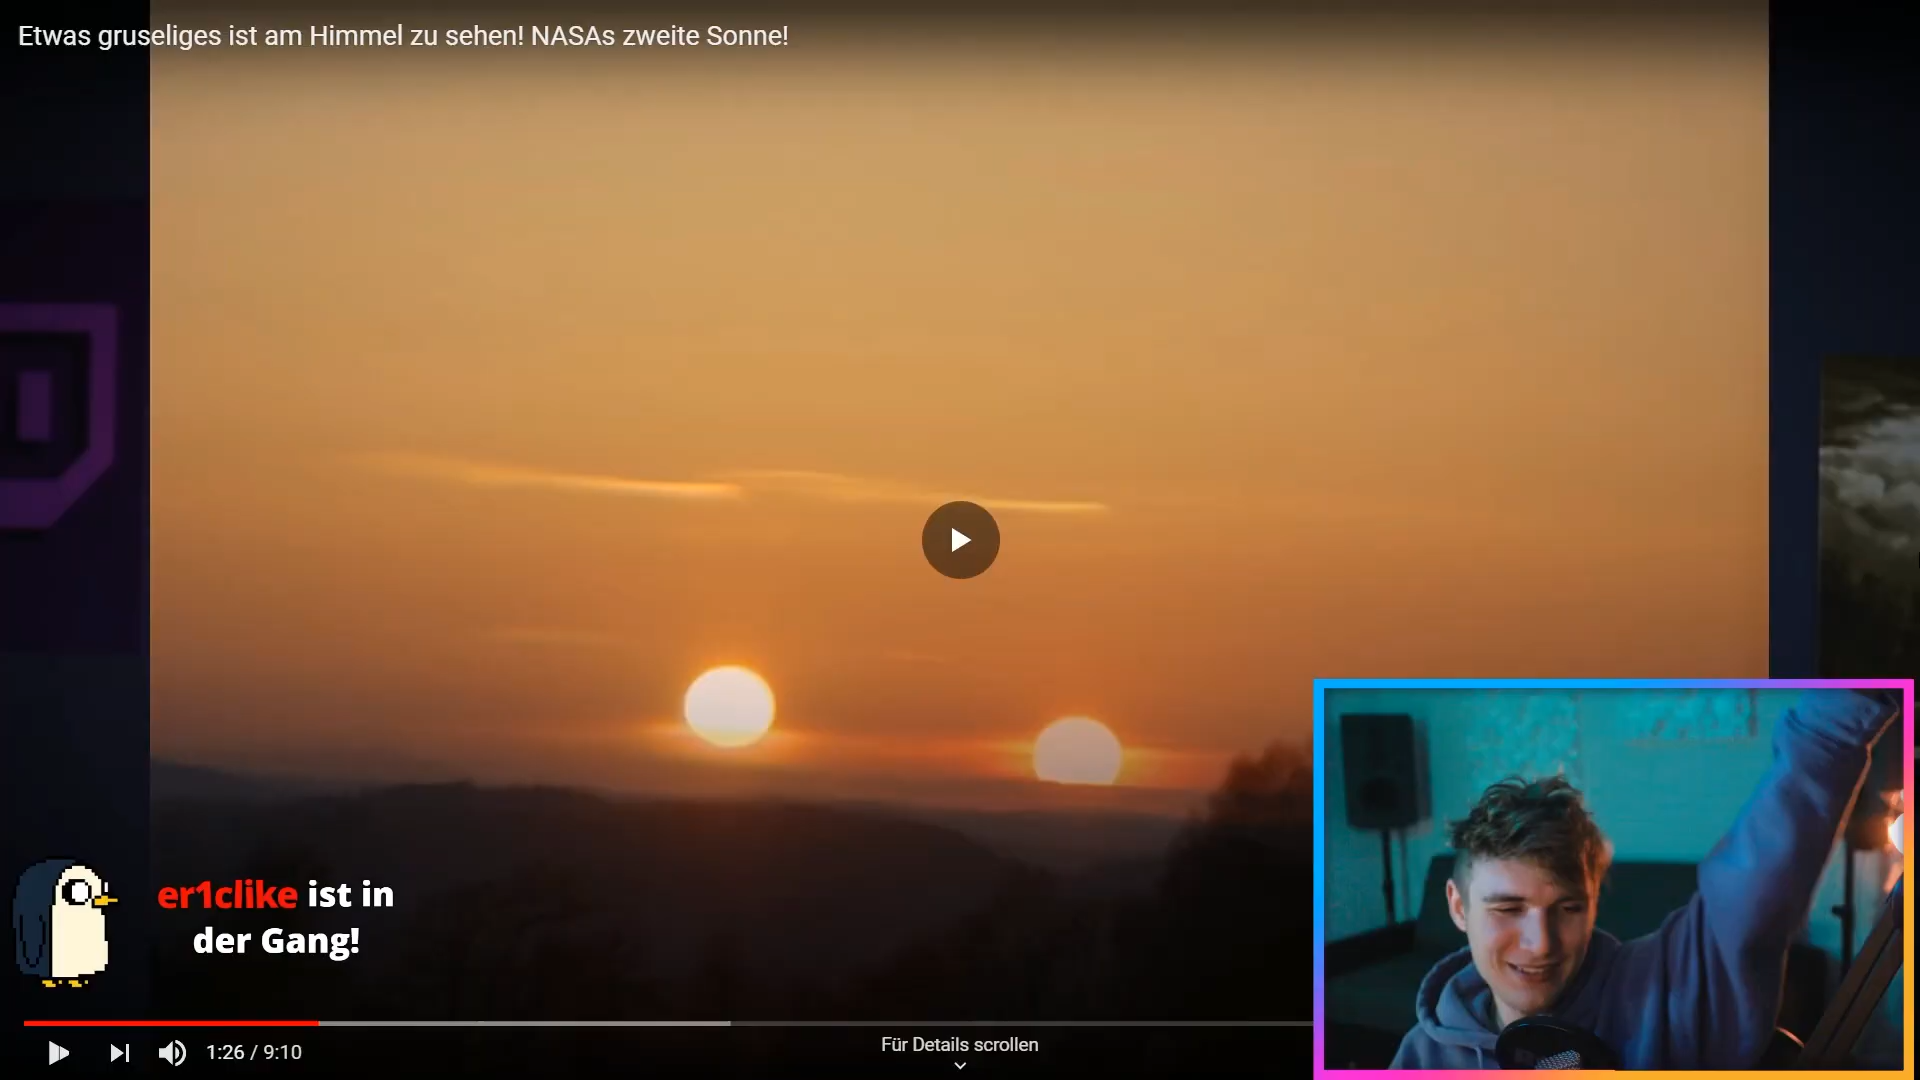 Etwas gruseliges ist am Himmel zu sehen! NASAs zweite Sonne!
er1clike ist in
der Gang!
1:26 / 9:10
Für Details scrollen